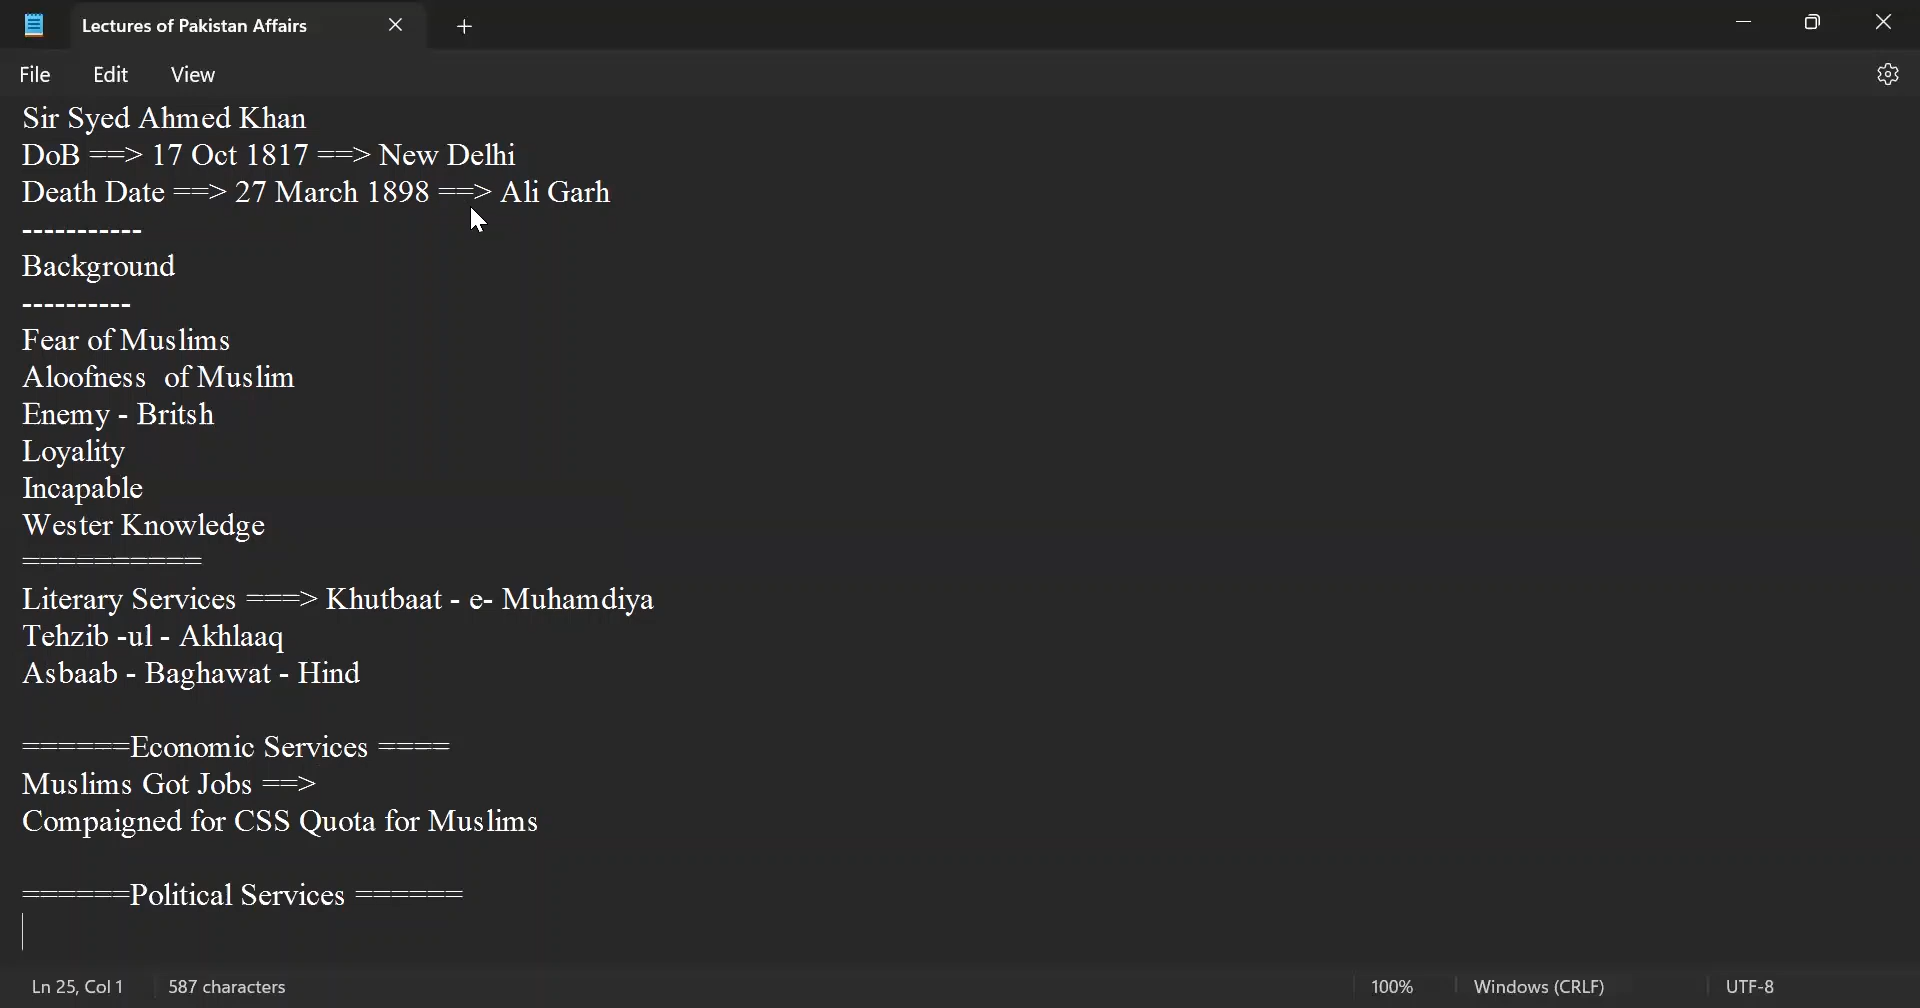 Lectures of Pakistan Affairs
File Edit View
Sir Syed Ahmed Khan
DoB ==> 17 Oct 1817 ==> New Delhi
Death Date ==> 27 March 1898 ==> Ali Garh
-----------
Background
----------
Fear of Muslims
Aloofness  of Muslim
Enemy - Britsh
Loyality
Incapable
Wester Knowledge
==========
Literary Services ===> Khutbaat - e- Muhamdiya
Tehzib -ul - Akhlaaq
Asbaab - Baghawat - Hind
======Economic Services ====
Muslims Got Jobs ==>
Compaigned for CSS Quota for Muslims
======Political Services ======
Ln 25, Col 1 587 characters 100% Windows (CRLF) UTF-8